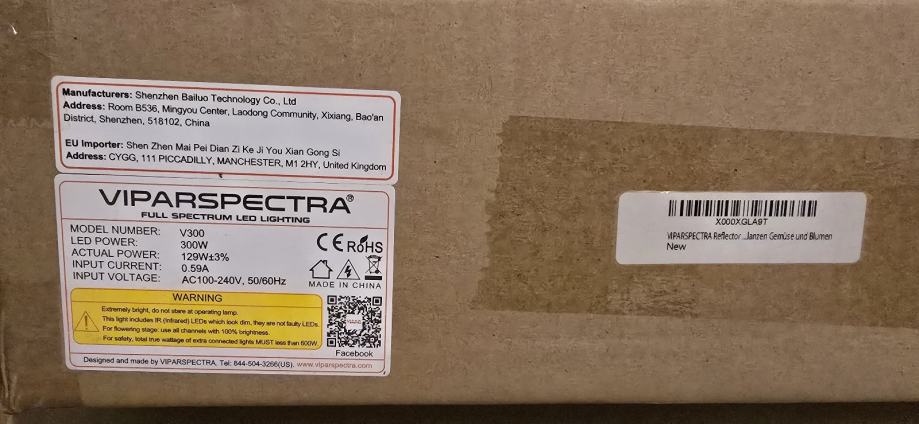 Manufacturers: Shenzhen Bailuo Technology Co., Ltd
Address: Room B536, Mingyou Center, Laodong Community, Xixiang, Bao'an
District, Shenzhen, 518102, China
EU Importer: Shen Zhen Mai Pei Dian Zi Ke Ji You Xian Gong Si
Address: CYGG, 111 PICCADILLY, MANCHESTER, M1 2HY, United Kingdom
VIPARSPECTRA®
FULL SPECTRUM LED LIGHTING
MODEL NUMBER: V300
LED POWER: 300W
ACTUAL POWER: 129W±3%
INPUT CURRENT: 0.59A
INPUT VOLTAGE: AC100-240V, 50/60Hz
CE RoHS
MADE IN CHINA
WARNING
Extremely bright, do not stare at operating lamp.
This light includes IR (Infrared) LEDs which look dim, they are not faulty LEDs.
For flowering stage: use all channels with 100% brightness.
For safety, total true wattage of extra connected lights MUST less than 600W.
Facebook
Designed and made by VIPARSPECTRA. Tel: 844-504-3266(US). www.viparspectra.com
X000XGLA9T
VIPARSPECTRA Reflector ...lanzen Gemüse und Blumen
New